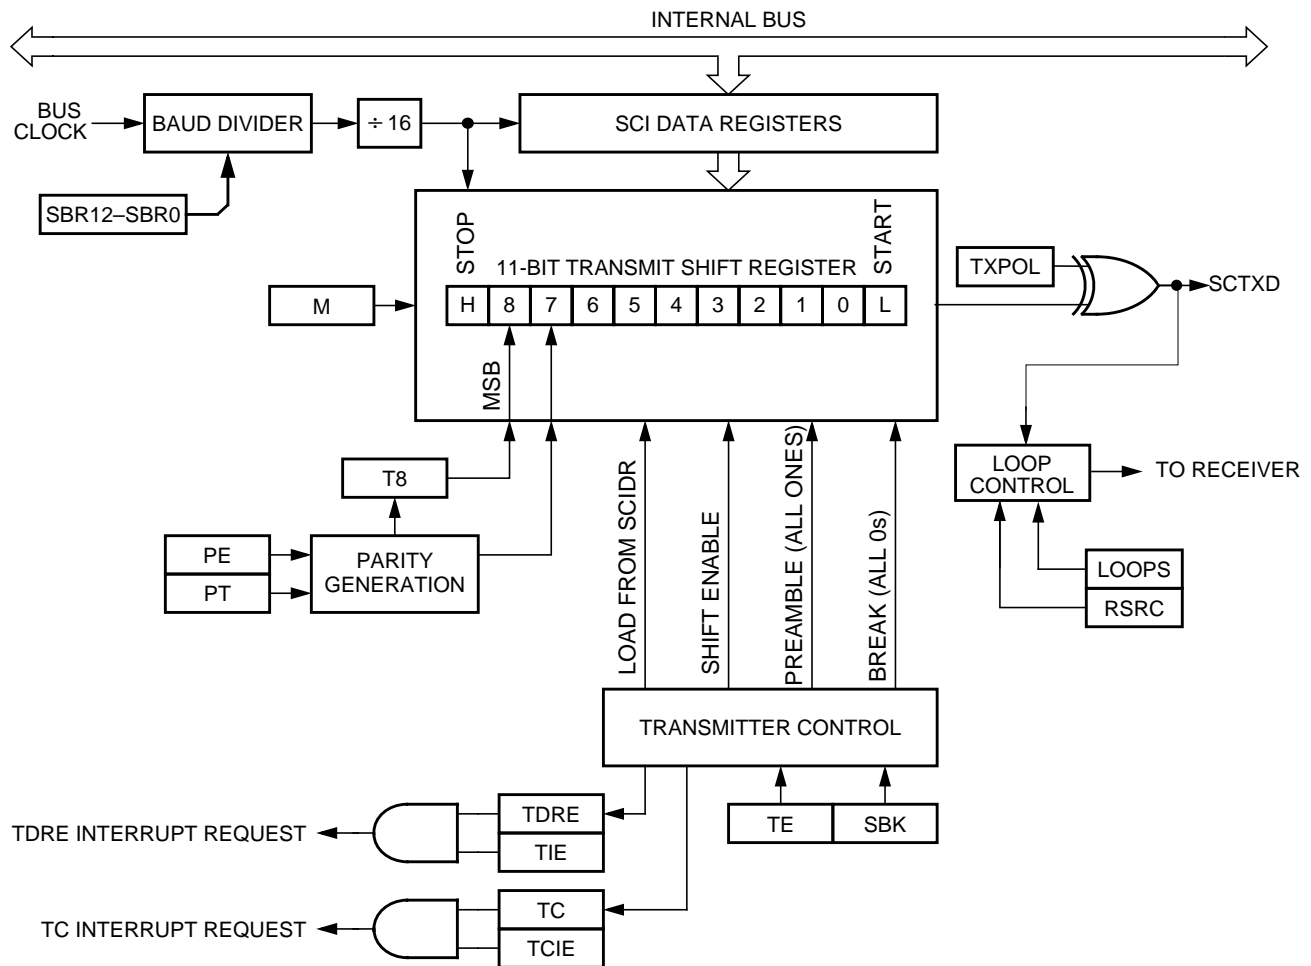 INTERNAL BUS
BUS
CLOCK
BAUD DIVIDER
÷ 16
SCI DATA REGISTERS
SBR12–SBR0
STOP
START
11-BIT TRANSMIT SHIFT REGISTER
H 8 7 6 5 4 3 2 1 0 L
M
MSB
TXPOL
SCTXD
T8
LOOP
CONTROL
TO RECEIVER
PE
PT
PARITY
GENERATION
LOOPS
RSRC
LOAD FROM SCIDR
SHIFT ENABLE
PREAMBLE (ALL ONES)
BREAK (ALL 0s)
TRANSMITTER CONTROL
TE
SBK
TDRE INTERRUPT REQUEST
TDRE
TIE
TC INTERRUPT REQUEST
TC
TCIE